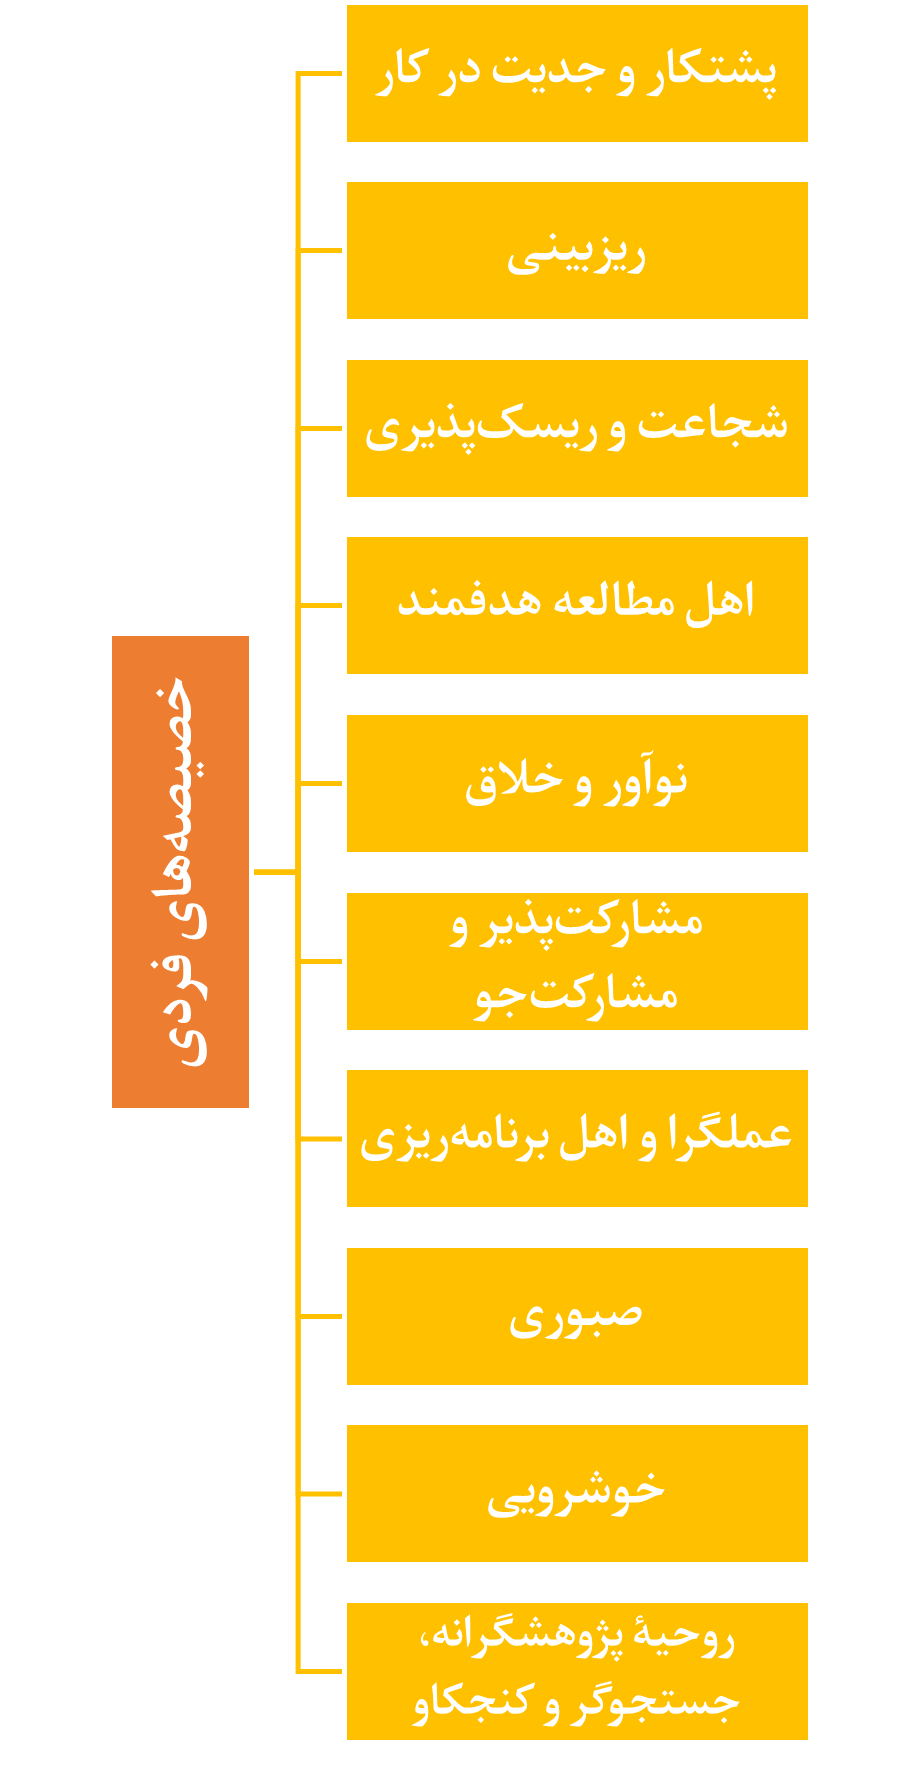 خصیصه‌های فردی
پشتکار و جدیت در کار
ریزبینی
شجاعت و ریسک‌پذیری
اهل مطالعه هدفمند
نوآور و خلاق
مشارکت‌پذیر و
مشارکت‌جو
عملگرا و اهل برنامه‌ریزی
صبوری
خوشرویی
روحیهٔ پژوهشگرانه،
جستجوگر و کنجکاو